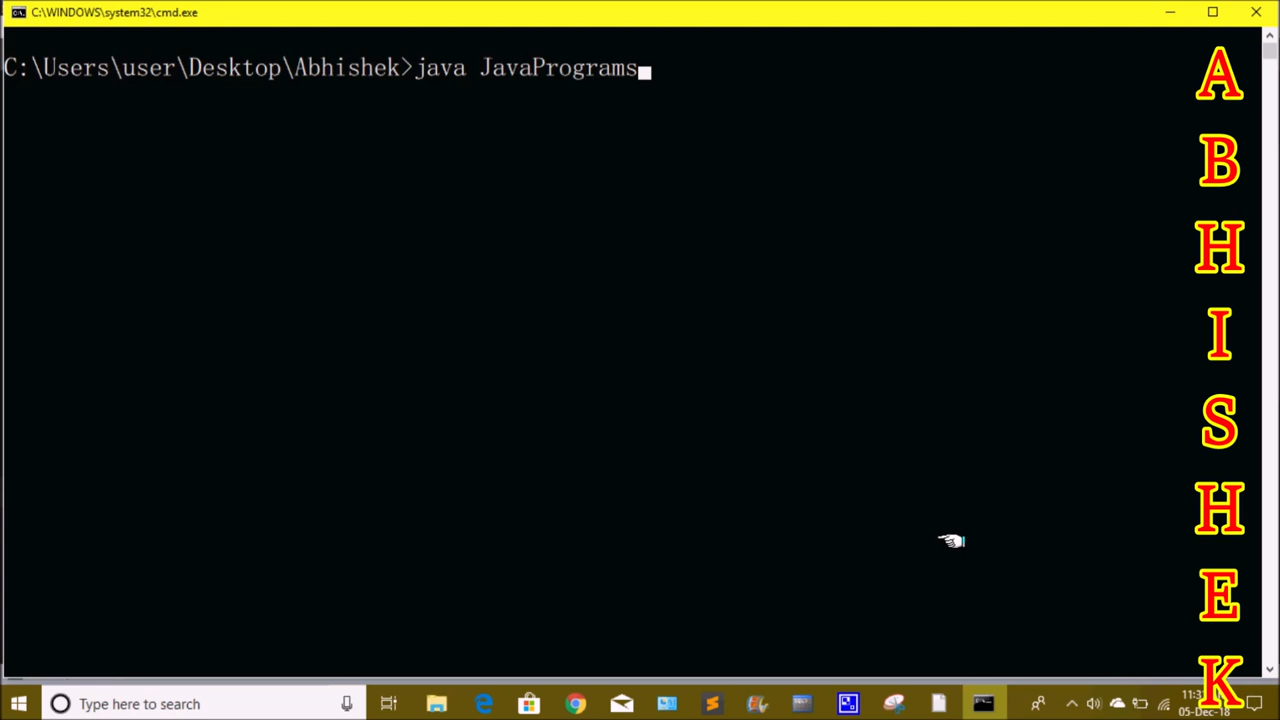 C:\WINDOWS\system32\cmd.exe
C:\Users\user\Desktop\Abhishek>java JavaPrograms
A
B
H
I
S
H
E
K
Type here to search
05-Dec-18